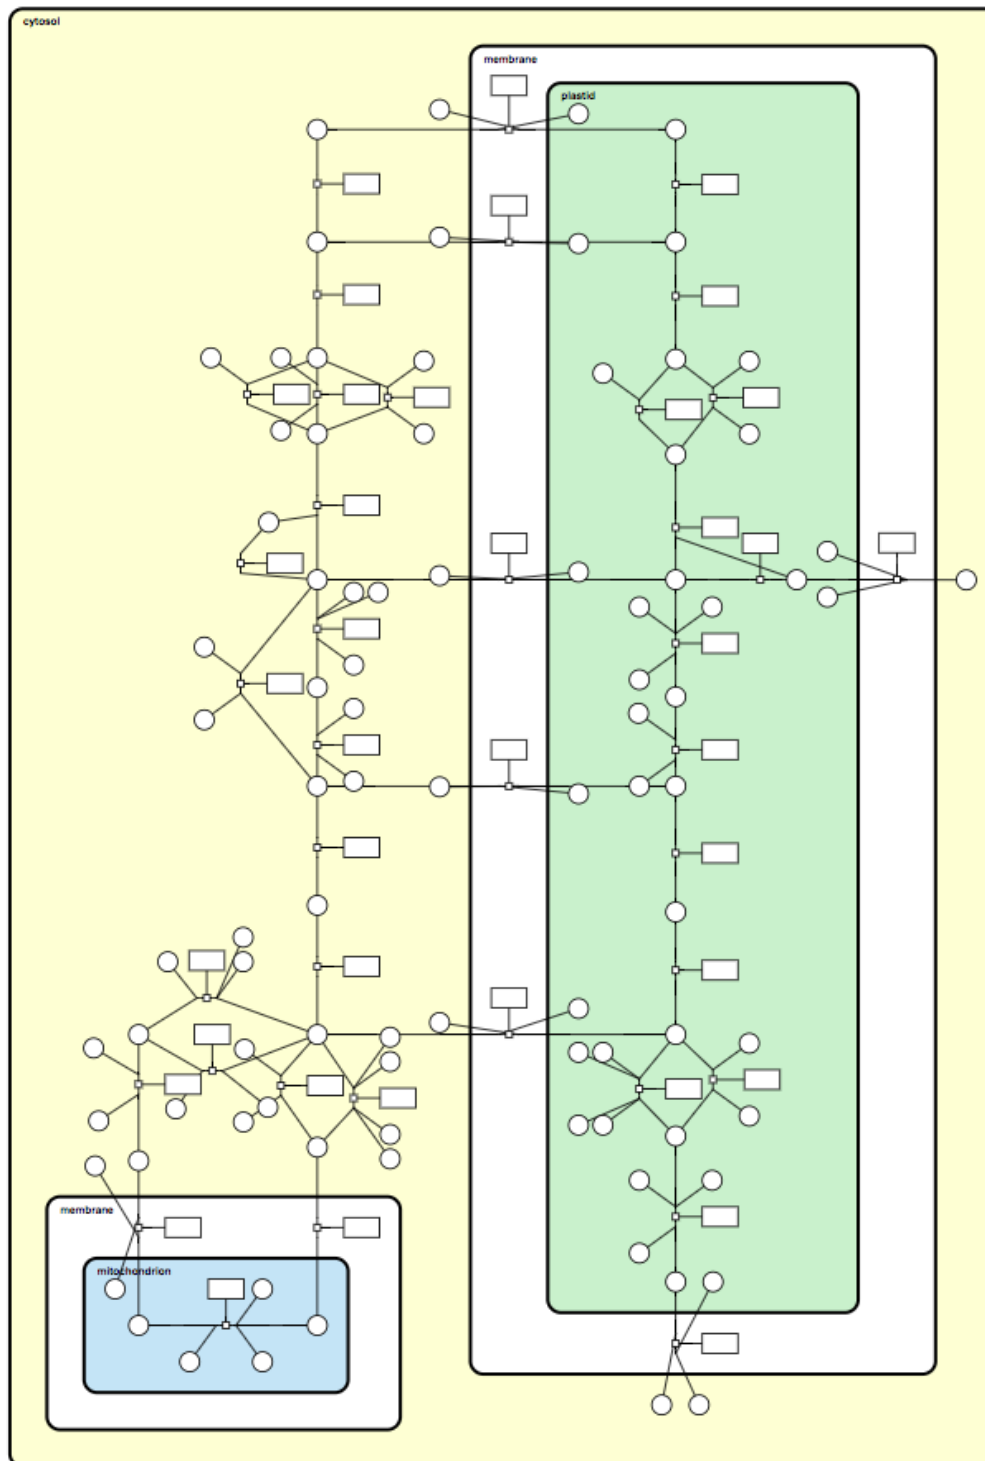 cytosol
membrane
plastid
membrane
mitochondrion